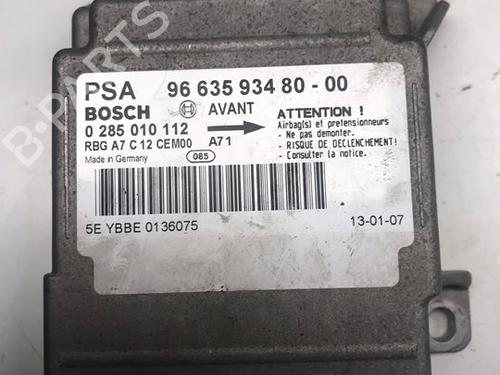 B-PARTS
PSA 96 635 934 80 - 00
BOSCH AVANT
0 285 010 112
RBG A7 C 12 CEM00 A71
Made in Germany 085
ATTENTION !
Airbag(s) et pretensionneurs
- Ne pas demonter.
- RISQUE DE DECLENCHEMENT!
- Consulter la notice.
5E YBBE 0136075
13-01-07